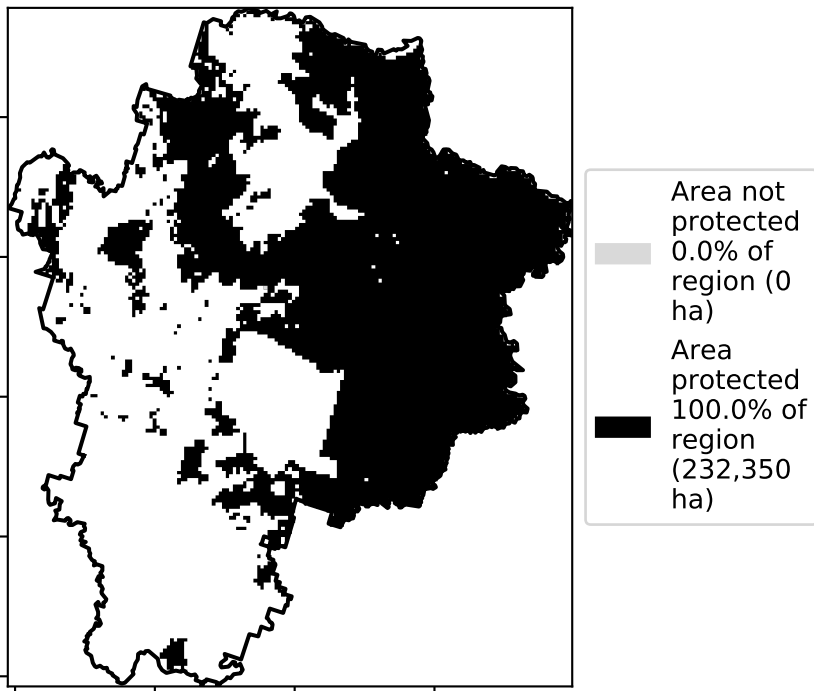 Area not
protected
0.0% of
region (0
ha)
Area
protected
100.0% of
region
(232,350
ha)